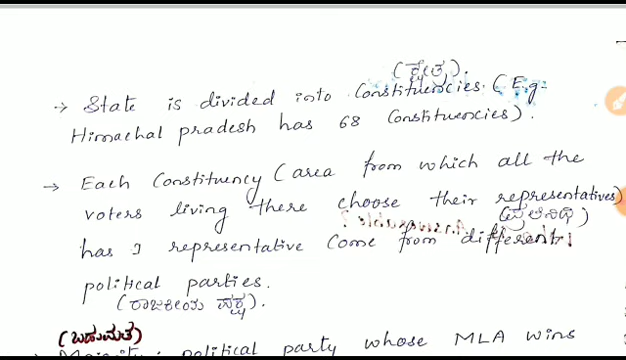 (ಕ್ಷೇತ್ರ).
→ State is divided into Constituencies. (E.g:
Himachal pradesh has 68 Constituencies).
→ Each Constituency (area from which all the
voters living there choose their representatives)
(ಪ್ರತಿನಿಧಿ)
has 1 representative come from different
political parties.
(ರಾಜಕೀಯ ಪಕ್ಷ).
(ಬಹುಮತ)
Majority: political party whose MLA wins